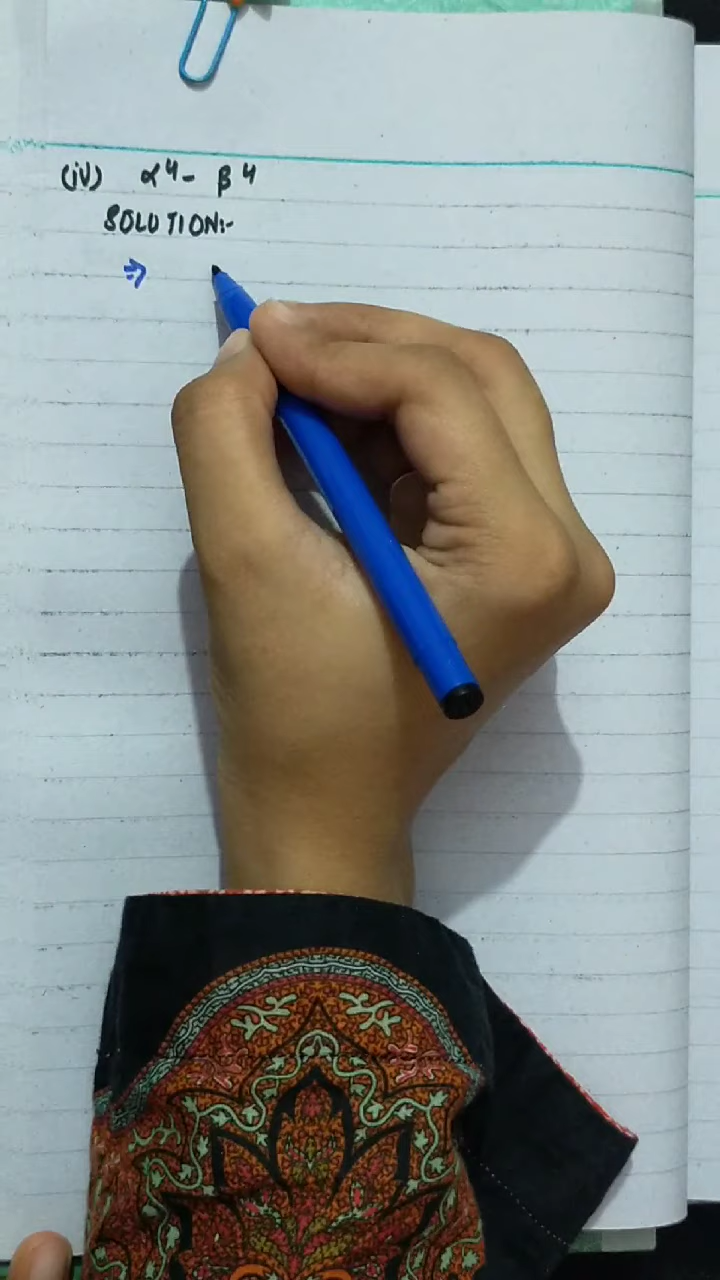 (iv) α⁴ - β⁴
SOLUTION:-
⇒